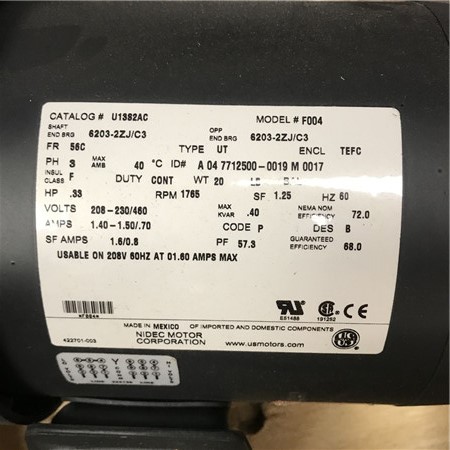 CATALOG # U13S2AC MODEL # F004
SHAFT END BRG 6203-2ZJ/C3 OPP END BRG 6203-2ZJ/C3
FR 56C TYPE UT ENCL TEFC
PH 3 MAX AMB 40 °C ID# A 04 7712500-0019 M 0017
INSUL CLASS F DUTY CONT WT 20 LB BAL
HP .33 RPM 1765 SF 1.25 HZ 60
VOLTS 208-230/460 MAX KVAR .40 NEMA NOM EFFICIENCY 72.0
AMPS 1.40-1.50/.70 CODE P DES B
SF AMPS 1.6/0.8 PF 57.3 GUARANTEED EFFICIENCY 68.0
USABLE ON 208V 60HZ AT 01.60 AMPS MAX
E51488 191262
MADE IN MEXICO OF IMPORTED AND DOMESTIC COMPONENTS
422701-003 NIDEC MOTOR CORPORATION www.usmotors.com